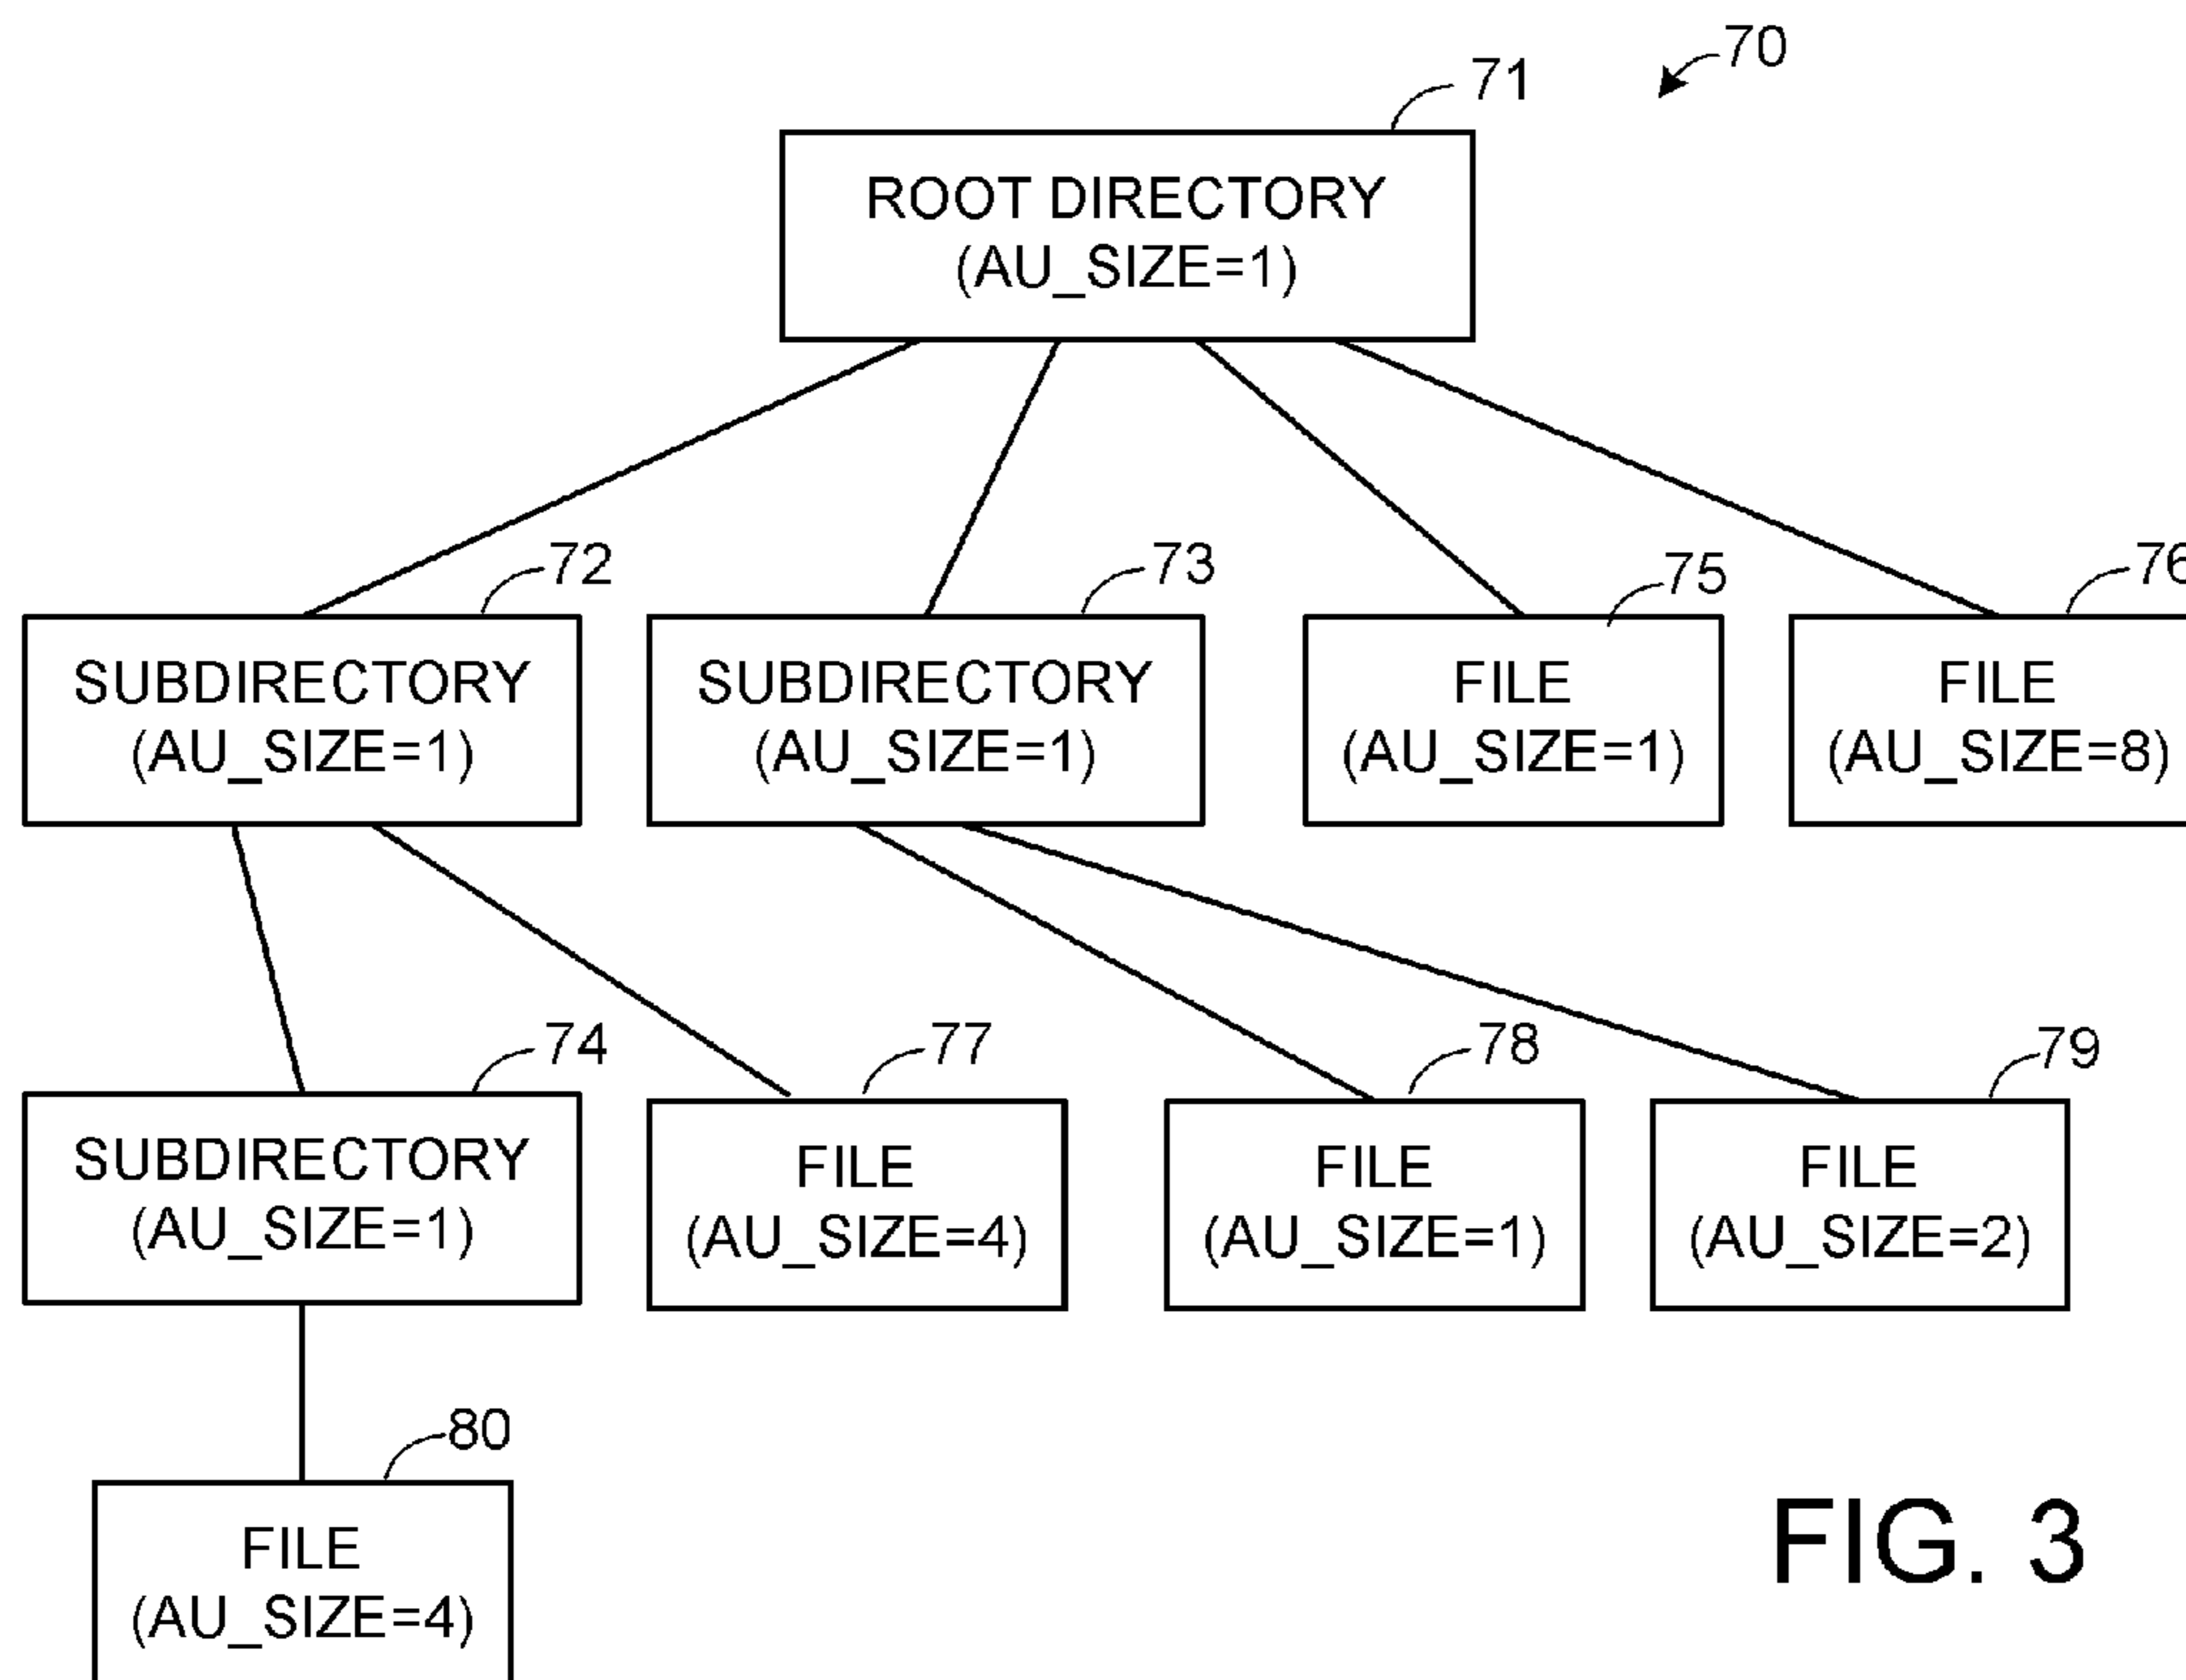 70
71
ROOT DIRECTORY
(AU_SIZE=1)
72
73
75
76
SUBDIRECTORY
(AU_SIZE=1)
SUBDIRECTORY
(AU_SIZE=1)
FILE
(AU_SIZE=1)
FILE
(AU_SIZE=8)
74
77
78
79
SUBDIRECTORY
(AU_SIZE=1)
FILE
(AU_SIZE=4)
FILE
(AU_SIZE=1)
FILE
(AU_SIZE=2)
80
FILE
(AU_SIZE=4)
FIG. 3